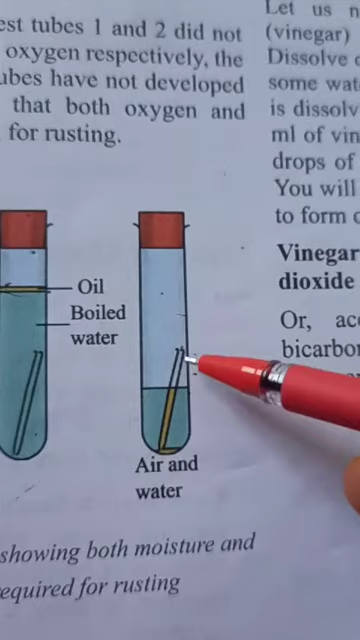 est tubes 1 and 2 did not
oxygen respectively, the
ubes have not developed
that both oxygen and
for rusting.
Oil
Boiled
water
Air and
water
showing both moisture and
equired for rusting
Let us n
(vinegar)
Dissolve
some wat
is dissolv
ml of vin
drops of
You will
to form
Vinegar
dioxide
Or, ac
bicarbo